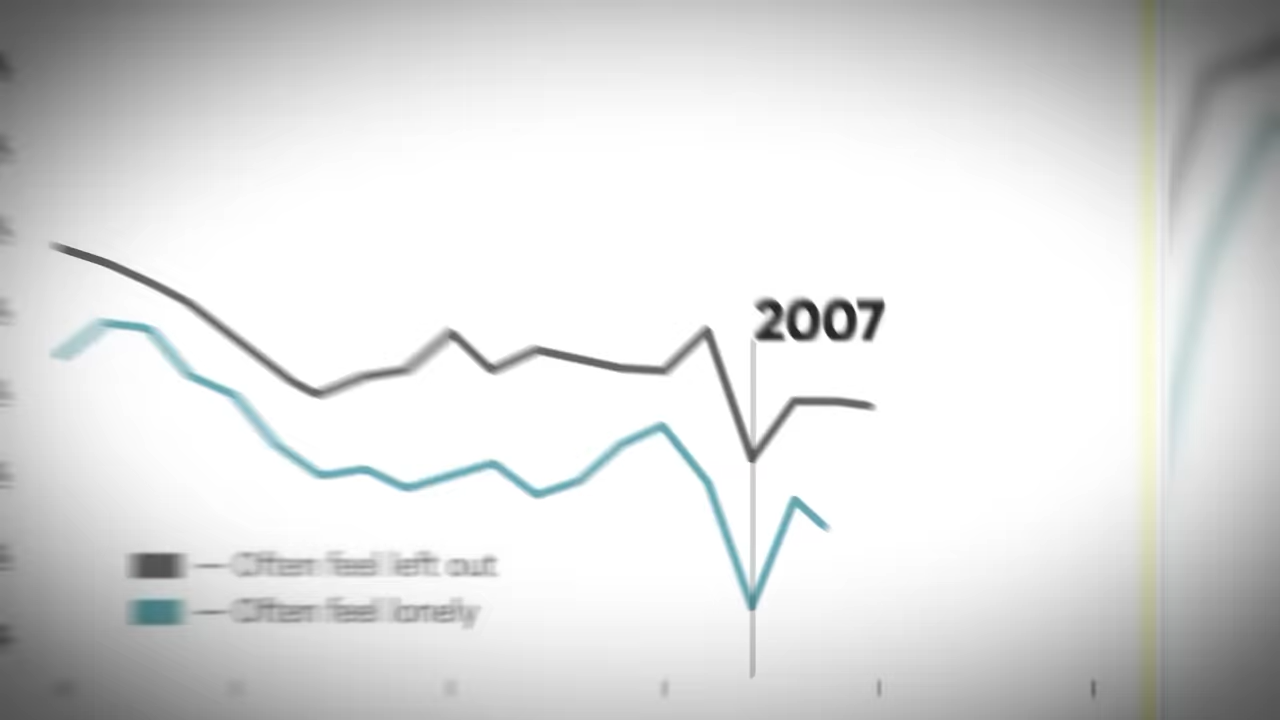 2007
— Often feel left out
— Often feel lonely